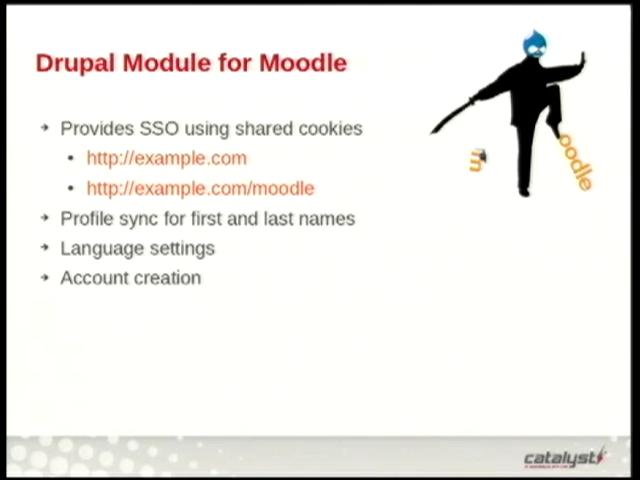 Drupal Module for Moodle
Provides SSO using shared cookies
http://example.com
http://example.com/moodle
Profile sync for first and last names
Language settings
Account creation
m
oodle
catalyst